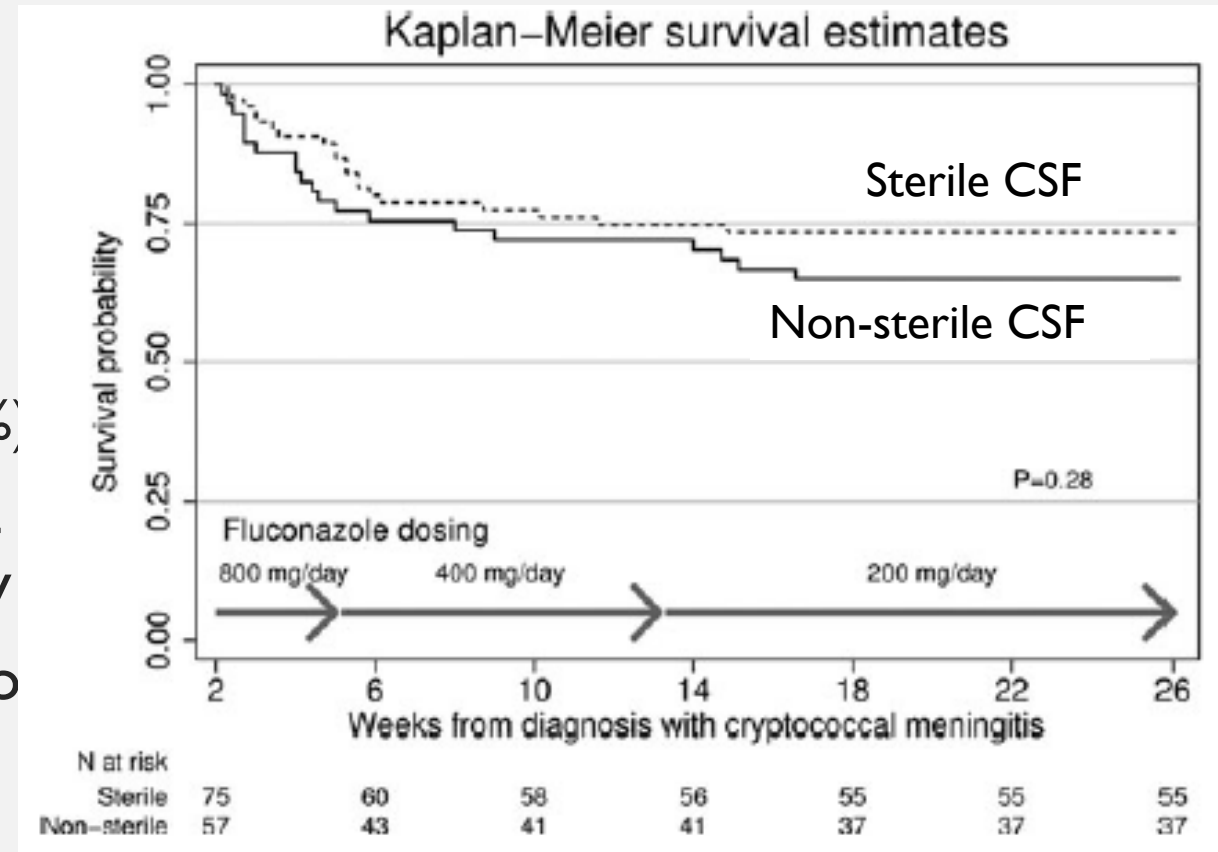 Kaplan–Meier survival estimates
1.00
0.75
0.50
0.25
0.00
Survival probability
Sterile CSF
Non-sterile CSF
P=0.28
Fluconazole dosing
800 mg/day 400 mg/day 200 mg/day
2 6 10 14 18 22 26
Weeks from diagnosis with cryptococcal meningitis
N at risk
Sterile 75 60 58 56 55 55 55
Non–sterile 57 43 41 41 37 37 37